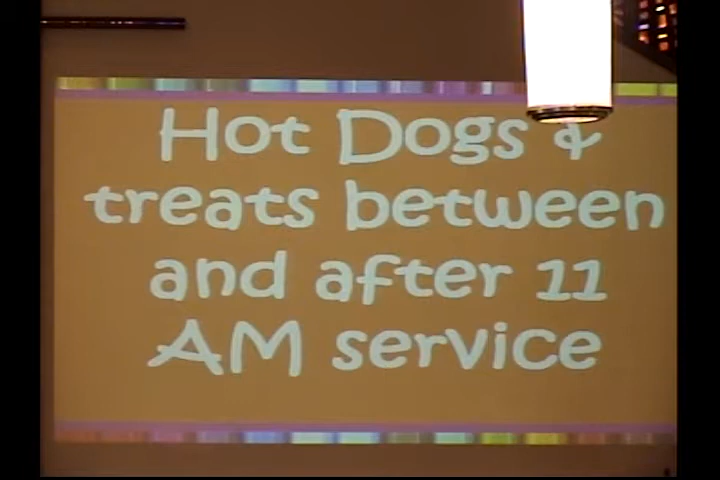 Hot Dogs &
treats between
and after 11
AM service